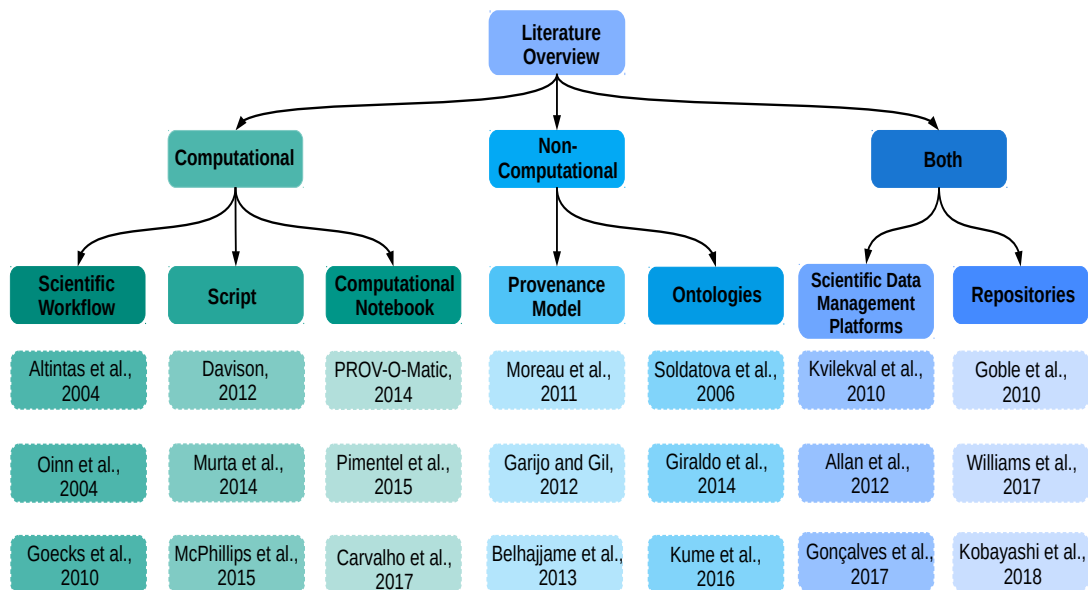 Literature
Overview
Computational
Non-
Computational
Both
Scientific
Workflow
Script
Computational
Notebook
Provenance
Model
Ontologies
Scientific Data
Management
Platforms
Repositories
Altintas et al.,
2004
Davison,
2012
PROV-O-Matic,
2014
Moreau et al.,
2011
Soldatova et al.,
2006
Kvilekval et al.,
2010
Goble et al.,
2010
Oinn et al.,
2004
Murta et al.,
2014
Pimentel et al.,
2015
Garijo and Gil,
2012
Giraldo et al.,
2014
Allan et al.,
2012
Williams et al.,
2017
Goecks et al.,
2010
McPhillips et al.,
2015
Carvalho et al.,
2017
Belhajjame et al.,
2013
Kume et al.,
2016
Gonçalves et al.,
2017
Kobayashi et al.,
2018